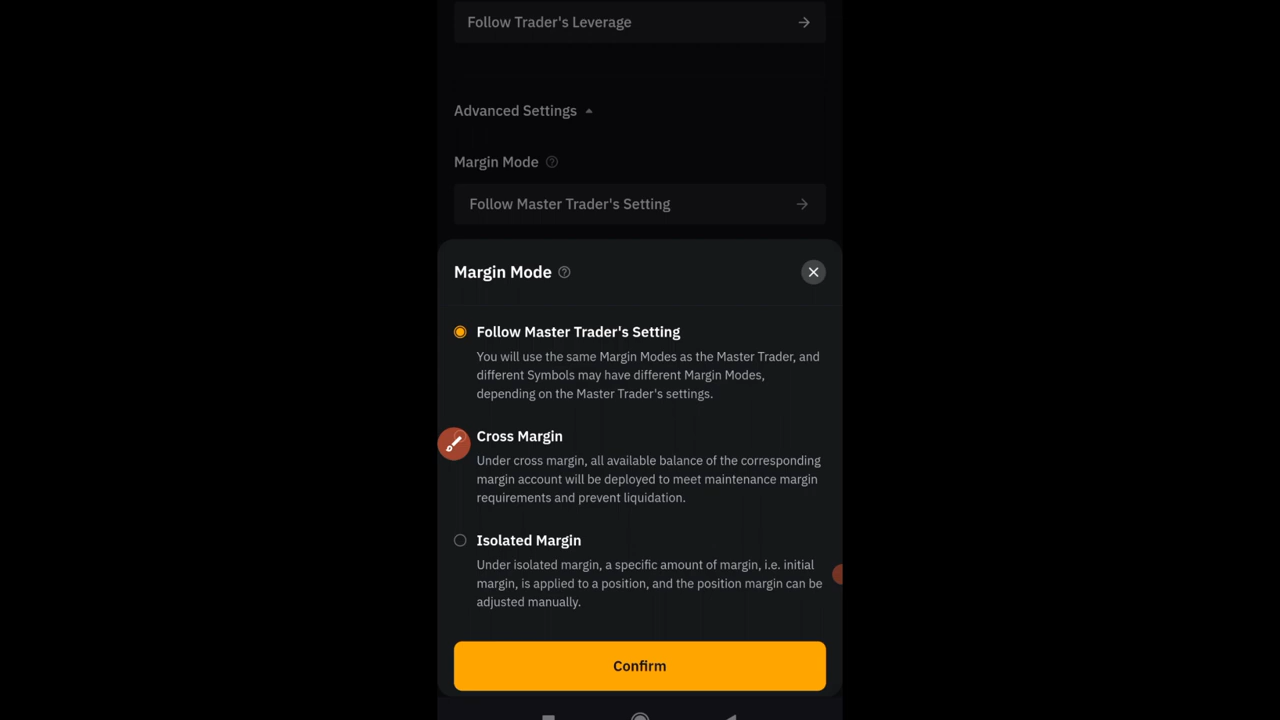 Follow Trader's Leverage
Advanced Settings
Margin Mode
Follow Master Trader's Setting
Margin Mode
Follow Master Trader's Setting
You will use the same Margin Modes as the Master Trader, and
different Symbols may have different Margin Modes,
depending on the Master Trader's settings.
Cross Margin
Under cross margin, all available balance of the corresponding
margin account will be deployed to meet maintenance margin
requirements and prevent liquidation.
Isolated Margin
Under isolated margin, a specific amount of margin, i.e. initial
margin, is applied to a position, and the position margin can be
adjusted manually.
Confirm